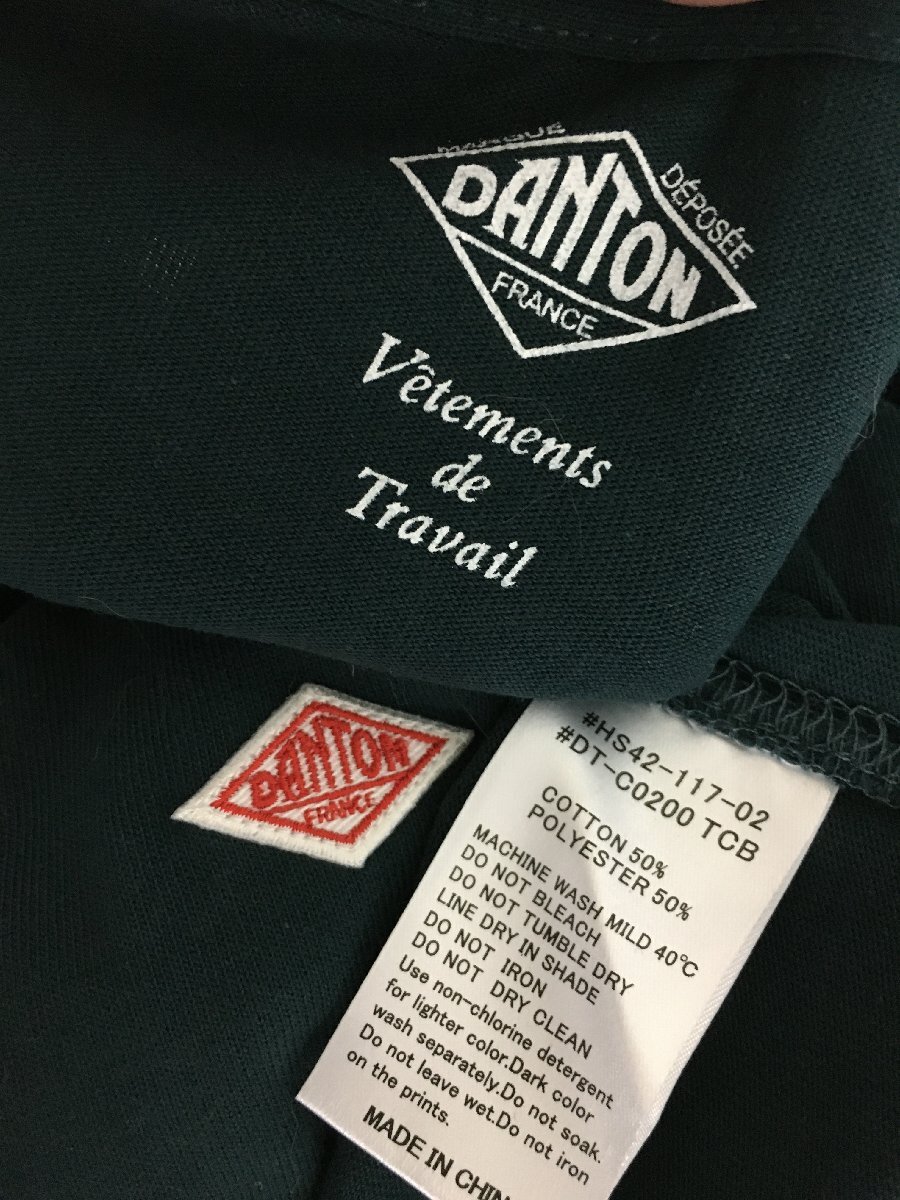 MARQUE
DÉPOSÉE
DANTON
FRANCE
Vêtements
de
Travail
DANTON
FRANCE
#HS42-117-02
#DT-C0200 TCB
COTTON 50%
POLYESTER 50%
MACHINE WASH MILD 40℃
DO NOT BLEACH
DO NOT TUMBLE DRY
LINE DRY IN SHADE
DO NOT IRON
DO NOT DRY CLEAN
Use non-chlorine detergent
for lighter color.Dark color
wash separately.Do not soak.
Do not leave wet.Do not iron
on the prints.
MADE IN CHIN